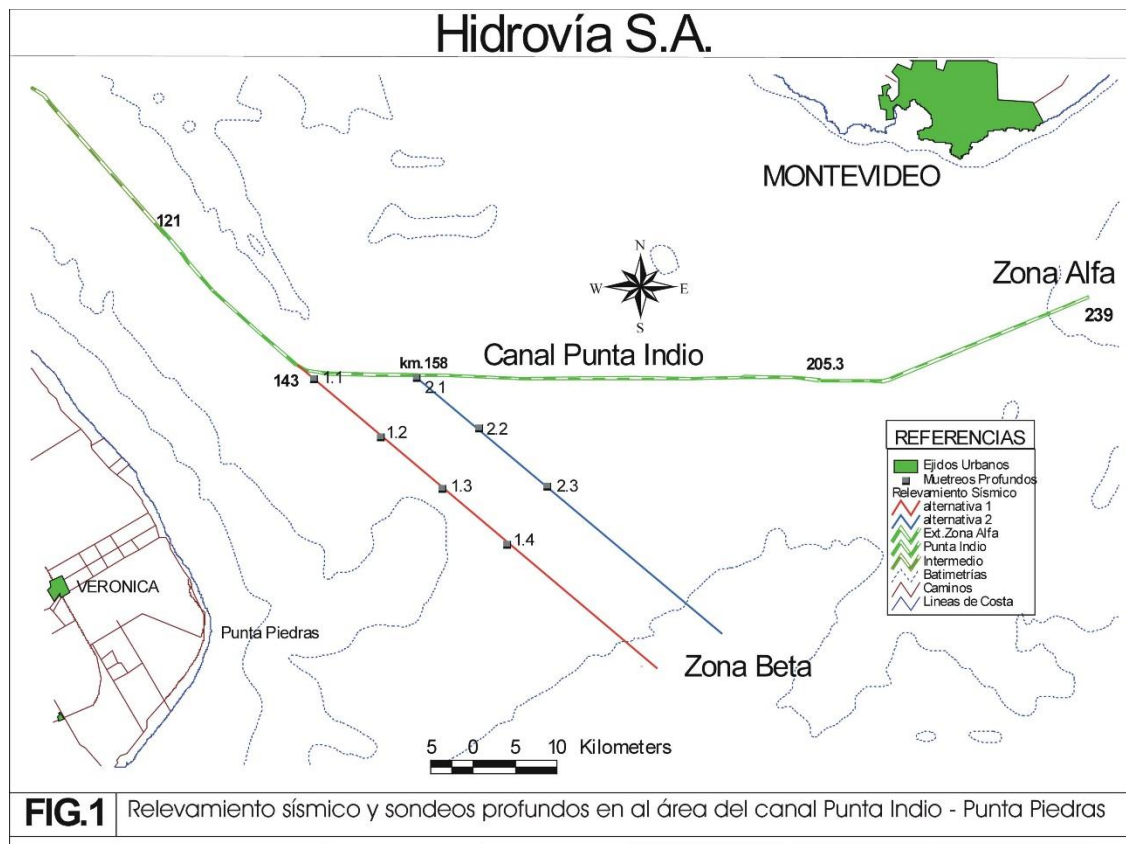 Hidrovía S.A.
MONTEVIDEO
121
N
W E
S
Zona Alfa
239
Canal Punta Indio
km.158
205.3
143
1.1
2.1
1.2
2.2
1.3
2.3
1.4
REFERENCIAS
Ejidos Urbanos
Muetreos Profundos
Relevamiento Sísmico
alternativa 1
alternativa 2
Ext.Zona Alfa
Punta Indio
Intermedio
Batimetrías
Caminos
Lineas de Costa
VERONICA
Punta Piedras
Zona Beta
5 0 5 10 Kilometers
FIG.1 Relevamiento sísmico y sondeos profundos en al área del canal Punta Indio - Punta Piedras